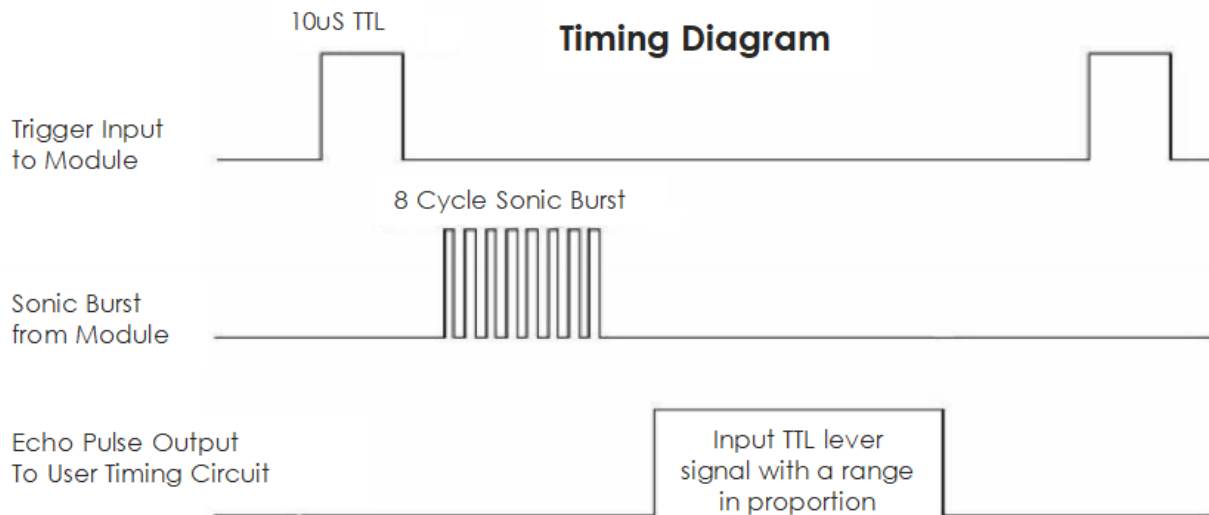 10uS TTL
Timing Diagram
Trigger Input
to Module
8 Cycle Sonic Burst
Sonic Burst
from Module
Echo Pulse Output
To User Timing Circuit
Input TTL lever
signal with a range
in proportion